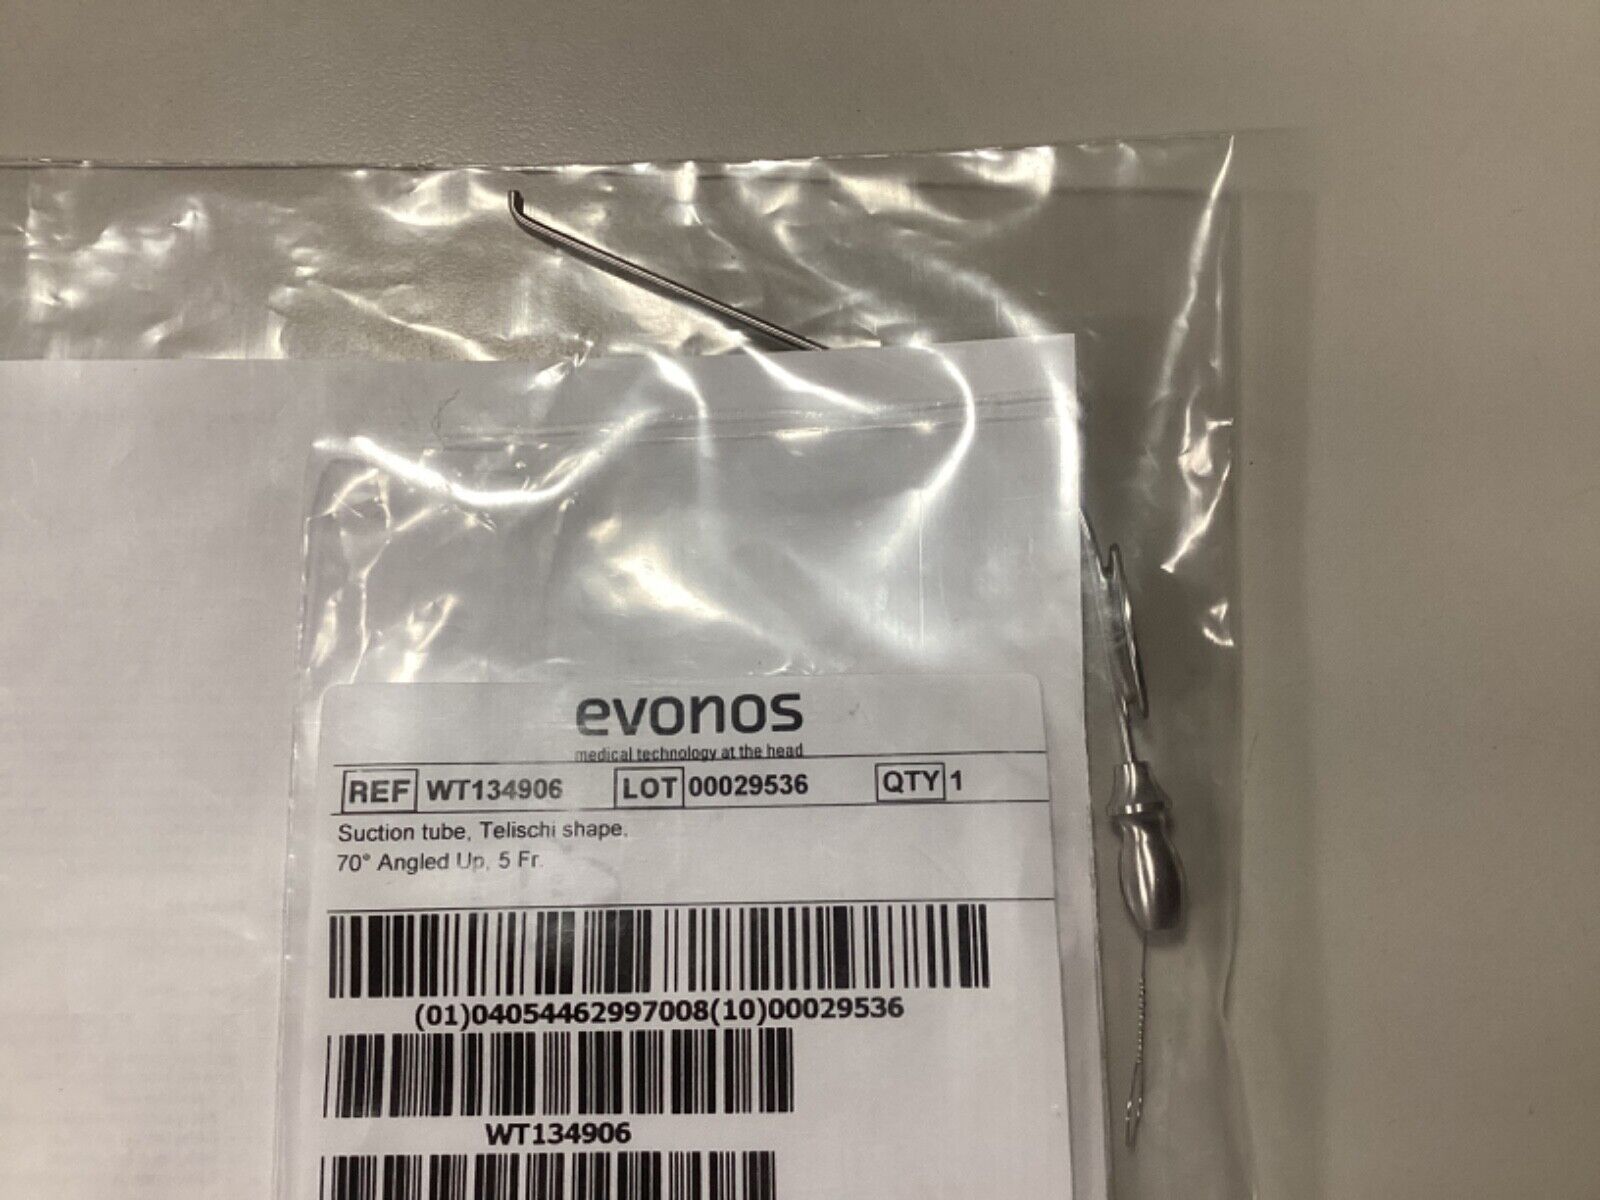 evonos
medical technology at the head
REF WT134906 LOT 00029536 QTY 1
Suction tube, Telischi shape,
70° Angled Up, 5 Fr.
(01)04054462997008(10)00029536
WT134906